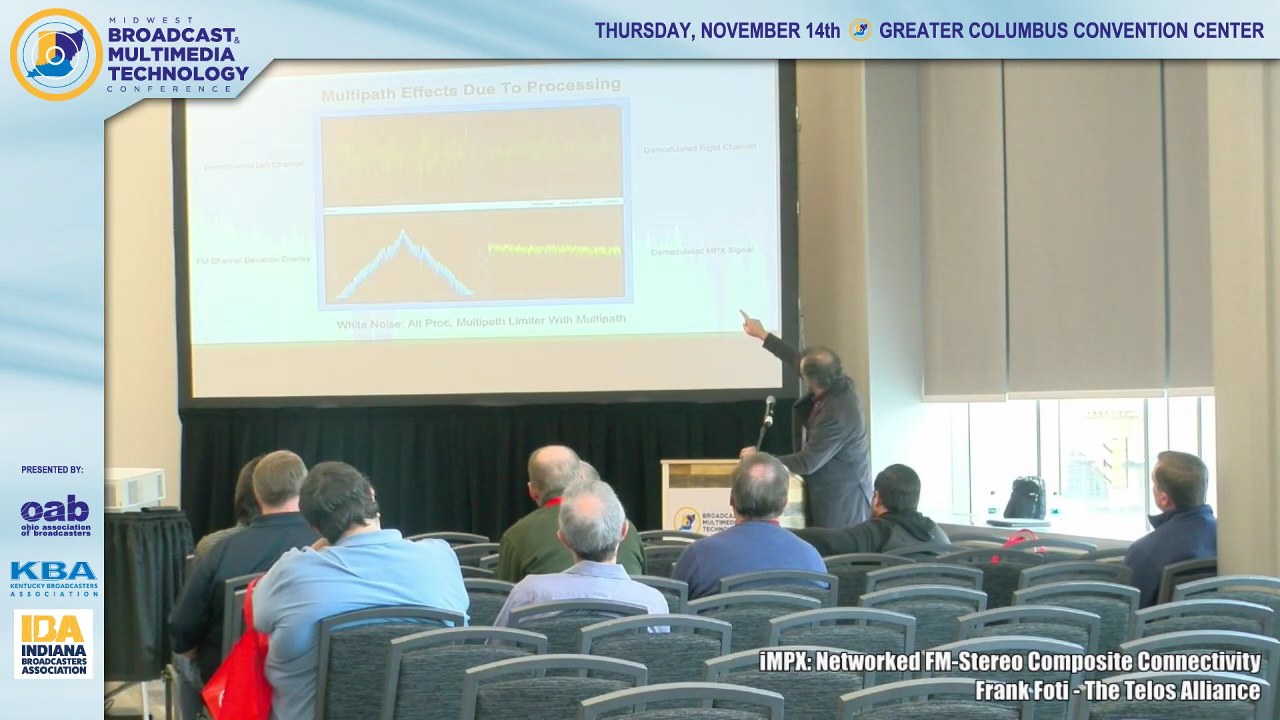 MIDWEST
BROADCAST&
MULTIMEDIA
TECHNOLOGY
CONFERENCE
THURSDAY, NOVEMBER 14th GREATER COLUMBUS CONVENTION CENTER
Multipath Effects Due To Processing
Demodulated Left Channel
Demodulated Right Channel
FM Channel Deviation Overlay
Demodulated MPX Signal
White Noise: Alt Proc, Multipath Limiter With Multipath
PRESENTED BY:
oab
ohio association
of broadcasters
KBA
KENTUCKY BROADCASTERS
ASSOCIATION
IBA
INDIANA
BROADCASTERS
ASSOCIATION
iMPX: Networked FM-Stereo Composite Connectivity
Frank Foti - The Telos Alliance